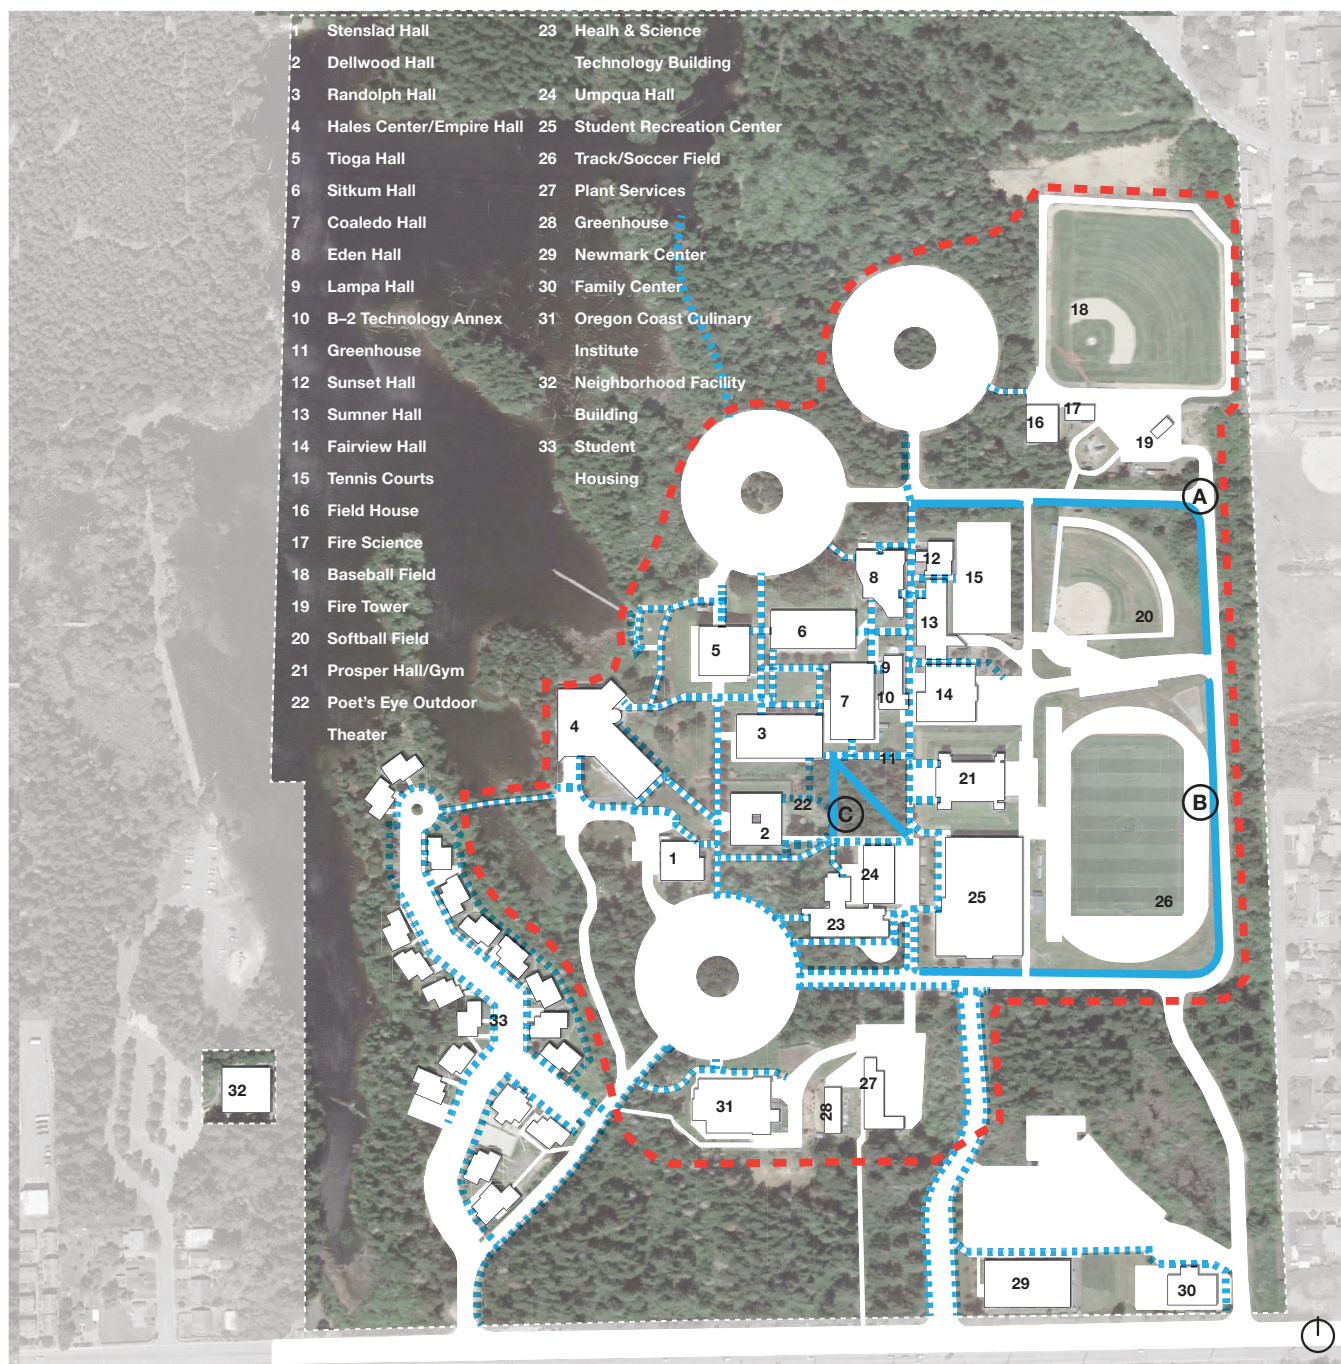 1 Stenslad Hall
2 Dellwood Hall
3 Randolph Hall
4 Hales Center/Empire Hall
5 Tioga Hall
6 Sitkum Hall
7 Coaledo Hall
8 Eden Hall
9 Lampa Hall
10 B–2 Technology Annex
11 Greenhouse
12 Sunset Hall
13 Sumner Hall
14 Fairview Hall
15 Tennis Courts
16 Field House
17 Fire Science
18 Baseball Field
19 Fire Tower
20 Softball Field
21 Prosper Hall/Gym
22 Poet's Eye Outdoor
Theater
23 Healh & Science
Technology Building
24 Umpqua Hall
25 Student Recreation Center
26 Track/Soccer Field
27 Plant Services
28 Greenhouse
29 Newmark Center
30 Family Center
31 Oregon Coast Culinary
Institute
32 Neighborhood Facility
Building
33 Student
Housing
18
17
16
19
A
12
8
15
20
13
6
5
9
14
7
10
4
3
11
21
22
B
C
2
1
24
25
26
23
33
27
32
31
28
29
30